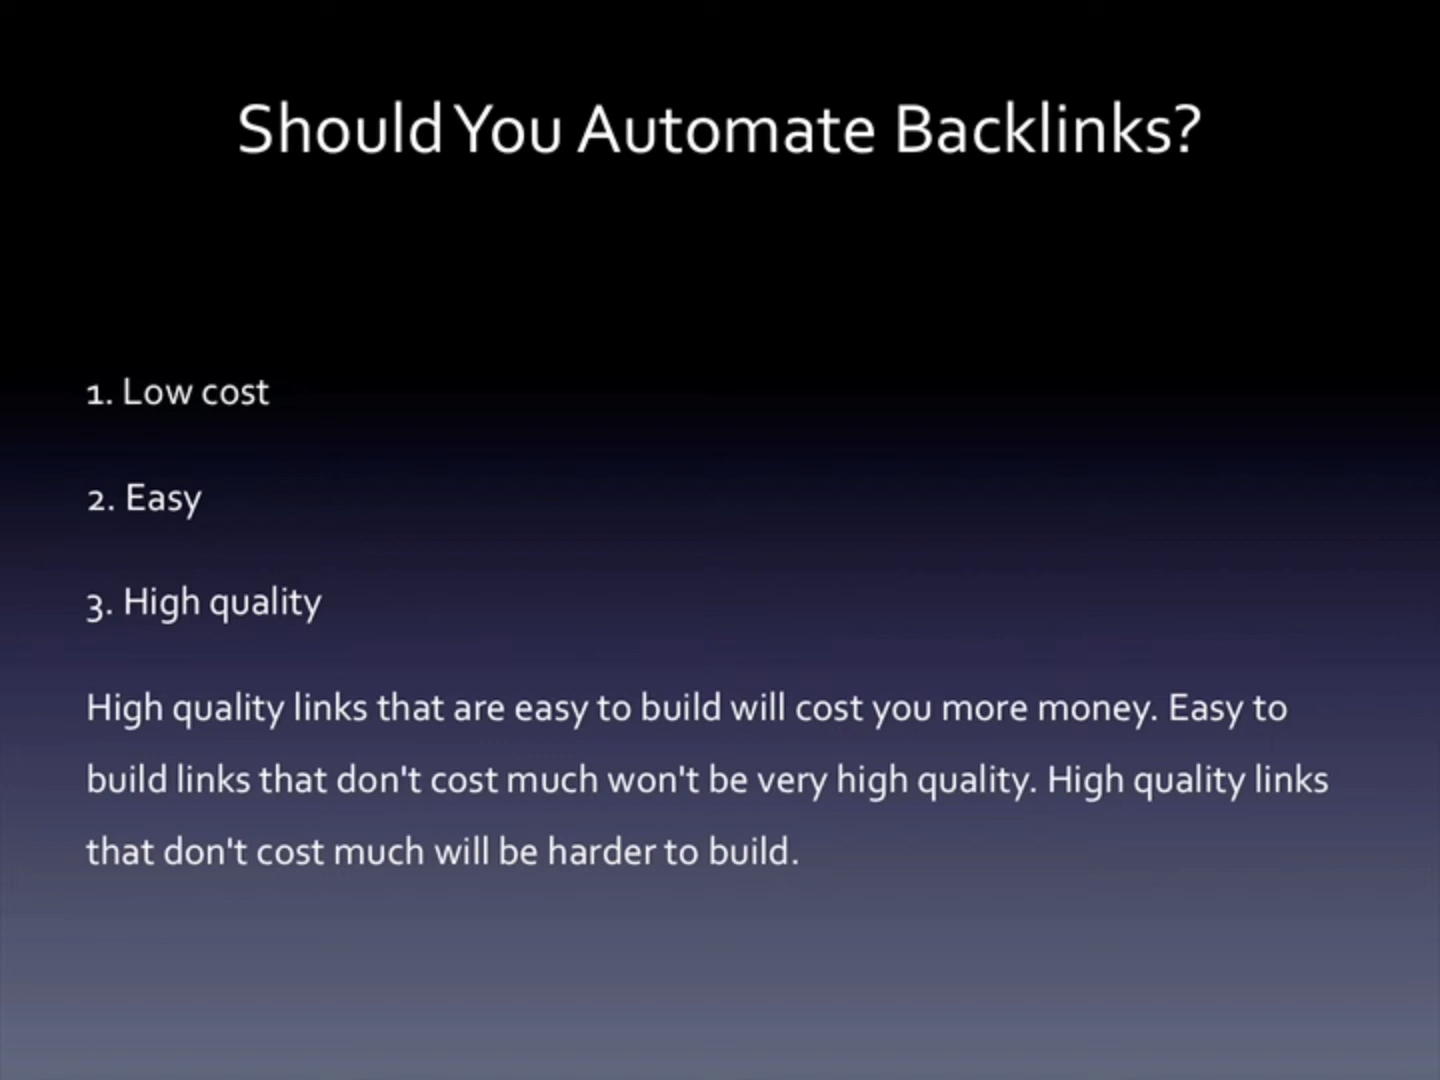 Should You Automate Backlinks?
1. Low cost
2. Easy
3. High quality
High quality links that are easy to build will cost you more money. Easy to
build links that don't cost much won't be very high quality. High quality links
that don't cost much will be harder to build.